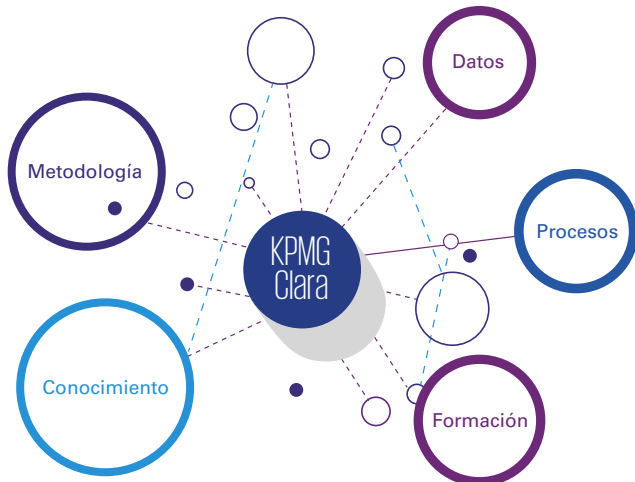 Datos
Metodología
Procesos
KPMG
Clara
Conocimiento
Formación